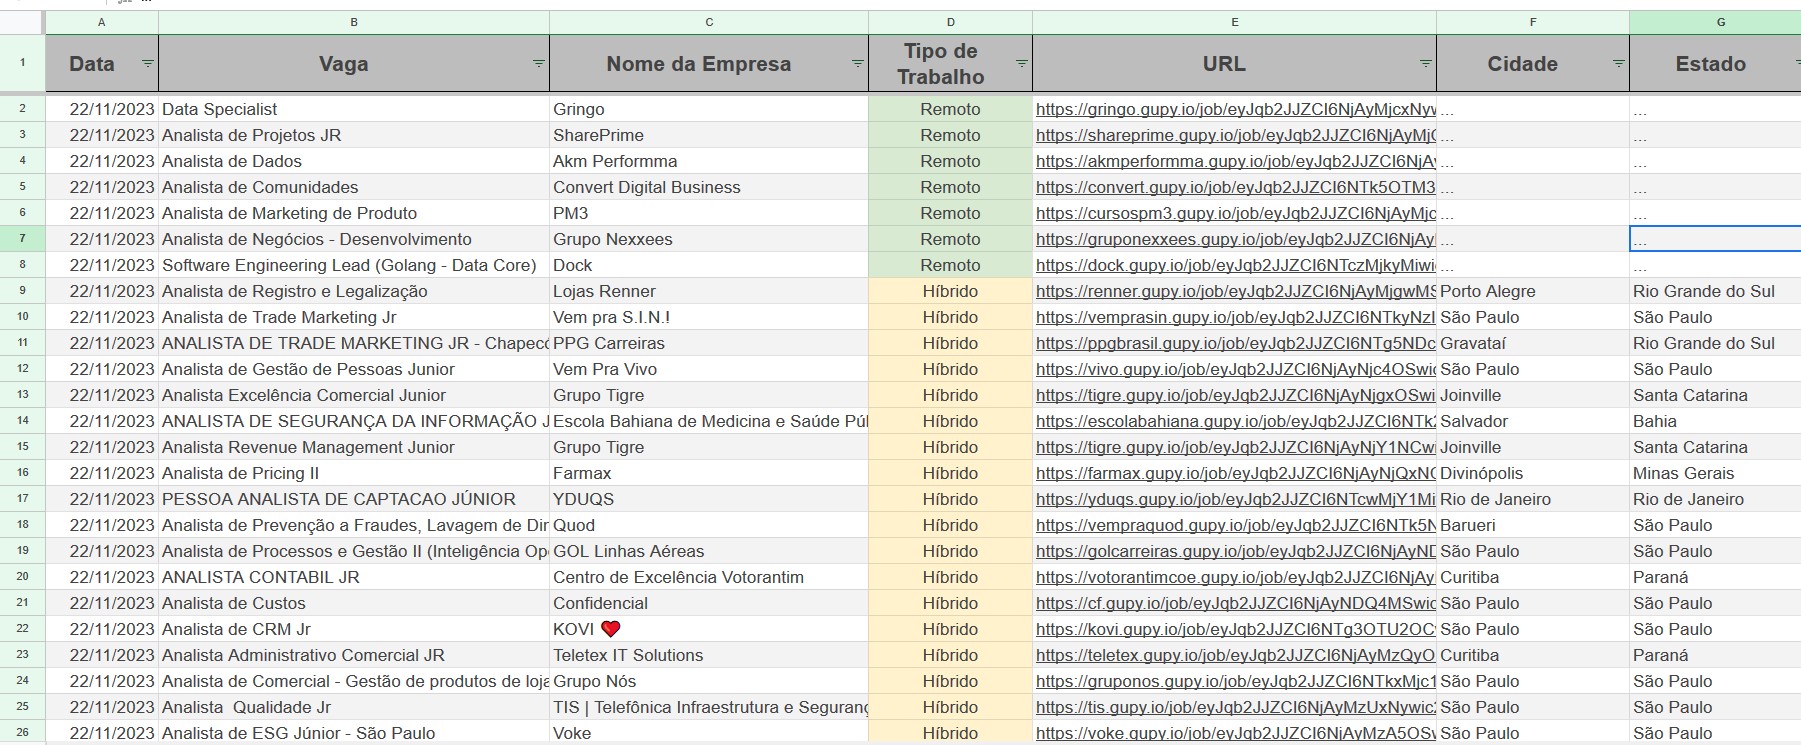 A B C D E F G
1 Data Vaga Nome da Empresa Tipo de Trabalho URL Cidade Estado
2 22/11/2023 Data Specialist Gringo Remoto https://gringo.gupy.io/job/eyJqb2JJZCI6NjAyMjcxNyw ... ...
3 22/11/2023 Analista de Projetos JR SharePrime Remoto https://shareprime.gupy.io/job/eyJqb2JJZCI6NjAyMj ... ...
4 22/11/2023 Analista de Dados Akm Performma Remoto https://akmperformma.gupy.io/job/eyJqb2JJZCI6NjAy ... ...
5 22/11/2023 Analista de Comunidades Convert Digital Business Remoto https://convert.gupy.io/job/eyJqb2JJZCI6NTk5OTM3 ... ...
6 22/11/2023 Analista de Marketing de Produto PM3 Remoto https://cursospm3.gupy.io/job/eyJqb2JJZCI6NjAyMjc ... ...
7 22/11/2023 Analista de Negócios - Desenvolvimento Grupo Nexxees Remoto https://gruponexxees.gupy.io/job/eyJqb2JJZCI6NjAy ... ...
8 22/11/2023 Software Engineering Lead (Golang - Data Core) Dock Remoto https://dock.gupy.io/job/eyJqb2JJZCI6NTczMjkyMiwi ... ...
9 22/11/2023 Analista de Registro e Legalização Lojas Renner Híbrido https://renner.gupy.io/job/eyJqb2JJZCI6NjAyMjgwMS Porto Alegre Rio Grande do Sul
10 22/11/2023 Analista de Trade Marketing Jr Vem pra S.I.N.! Híbrido https://vemprasin.gupy.io/job/eyJqb2JJZCI6NTkyNzI São Paulo São Paulo
11 22/11/2023 ANALISTA DE TRADE MARKETING JR - Chapec PPG Carreiras Híbrido https://ppgbrasil.gupy.io/job/eyJqb2JJZCI6NTg5NDc Gravataí Rio Grande do Sul
12 22/11/2023 Analista de Gestão de Pessoas Junior Vem Pra Vivo Híbrido https://vivo.gupy.io/job/eyJqb2JJZCI6NjAyNjc4OSwic São Paulo São Paulo
13 22/11/2023 Analista Excelência Comercial Junior Grupo Tigre Híbrido https://tigre.gupy.io/job/eyJqb2JJZCI6NjAyNjgxOSwi Joinville Santa Catarina
14 22/11/2023 ANALISTA DE SEGURANÇA DA INFORMAÇÃO J Escola Bahiana de Medicina e Saúde Púl Híbrido https://escolabahiana.gupy.io/job/eyJqb2JJZCI6NTk Salvador Bahia
15 22/11/2023 Analista Revenue Management Junior Grupo Tigre Híbrido https://tigre.gupy.io/job/eyJqb2JJZCI6NjAyNjY1NCwi Joinville Santa Catarina
16 22/11/2023 Analista de Pricing II Farmax Híbrido https://farmax.gupy.io/job/eyJqb2JJZCI6NjAyNjQxN Divinópolis Minas Gerais
17 22/11/2023 PESSOA ANALISTA DE CAPTACAO JÚNIOR YDUQS Híbrido https://yduqs.gupy.io/job/eyJqb2JJZCI6NTcwMjY1Mi Rio de Janeiro Rio de Janeiro
18 22/11/2023 Analista de Prevenção a Fraudes, Lavagem de Din Quod Híbrido https://vempraquod.gupy.io/job/eyJqb2JJZCI6NTk5N Barueri São Paulo
19 22/11/2023 Analista de Processos e Gestão II (Inteligência Op GOL Linhas Aéreas Híbrido https://golcarreiras.gupy.io/job/eyJqb2JJZCI6NjAyN São Paulo São Paulo
20 22/11/2023 ANALISTA CONTABIL JR Centro de Excelência Votorantim Híbrido https://votorantimcoe.gupy.io/job/eyJqb2JJZCI6NjAy Curitiba Paraná
21 22/11/2023 Analista de Custos Confidencial Híbrido https://cf.gupy.io/job/eyJqb2JJZCI6NjAyNDQ4MSwic São Paulo São Paulo
22 22/11/2023 Analista de CRM Jr KOVI ❤️ Híbrido https://kovi.gupy.io/job/eyJqb2JJZCI6NTg3OTU2OC São Paulo São Paulo
23 22/11/2023 Analista Administrativo Comercial JR Teletex IT Solutions Híbrido https://teletex.gupy.io/job/eyJqb2JJZCI6NjAyMzQyO Curitiba Paraná
24 22/11/2023 Analista de Comercial - Gestão de produtos de loja Grupo Nós Híbrido https://gruponos.gupy.io/job/eyJqb2JJZCI6NTkxMjc1 São Paulo São Paulo
25 22/11/2023 Analista Qualidade Jr TIS | Telefônica Infraestrutura e Seguranç Híbrido https://tis.gupy.io/job/eyJqb2JJZCI6NjAyMzUxNywic São Paulo São Paulo
26 22/11/2023 Analista de ESG Júnior - São Paulo Voke Híbrido https://voke.gupy.io/job/eyJqb2JJZCI6NjAyMzA5OSw São Paulo São Paulo